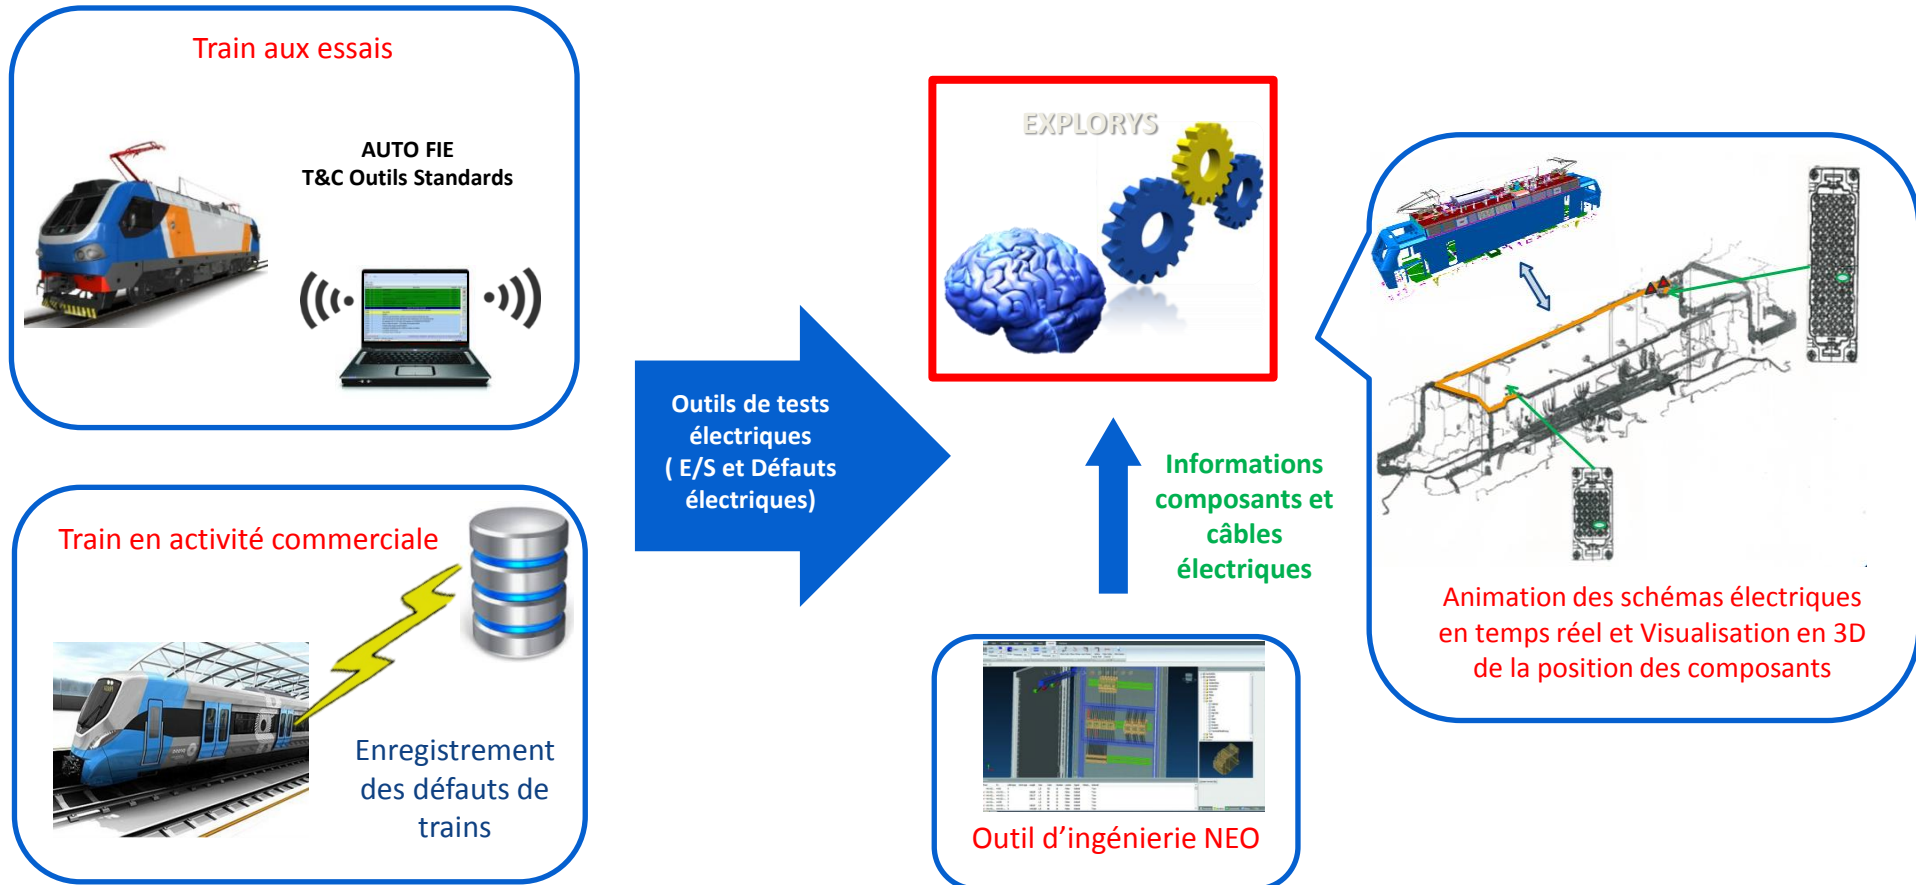 Train aux essais
AUTO FIE
T&C Outils Standards
Train en activité commerciale
Enregistrement
des défauts de
trains
Outils de tests
électriques
( E/S et Défauts
électriques)
EXPLORYS
Informations
composants et
câbles
électriques
Outil d’ingénierie NEO
Animation des schémas électriques
en temps réel et Visualisation en 3D
de la position des composants